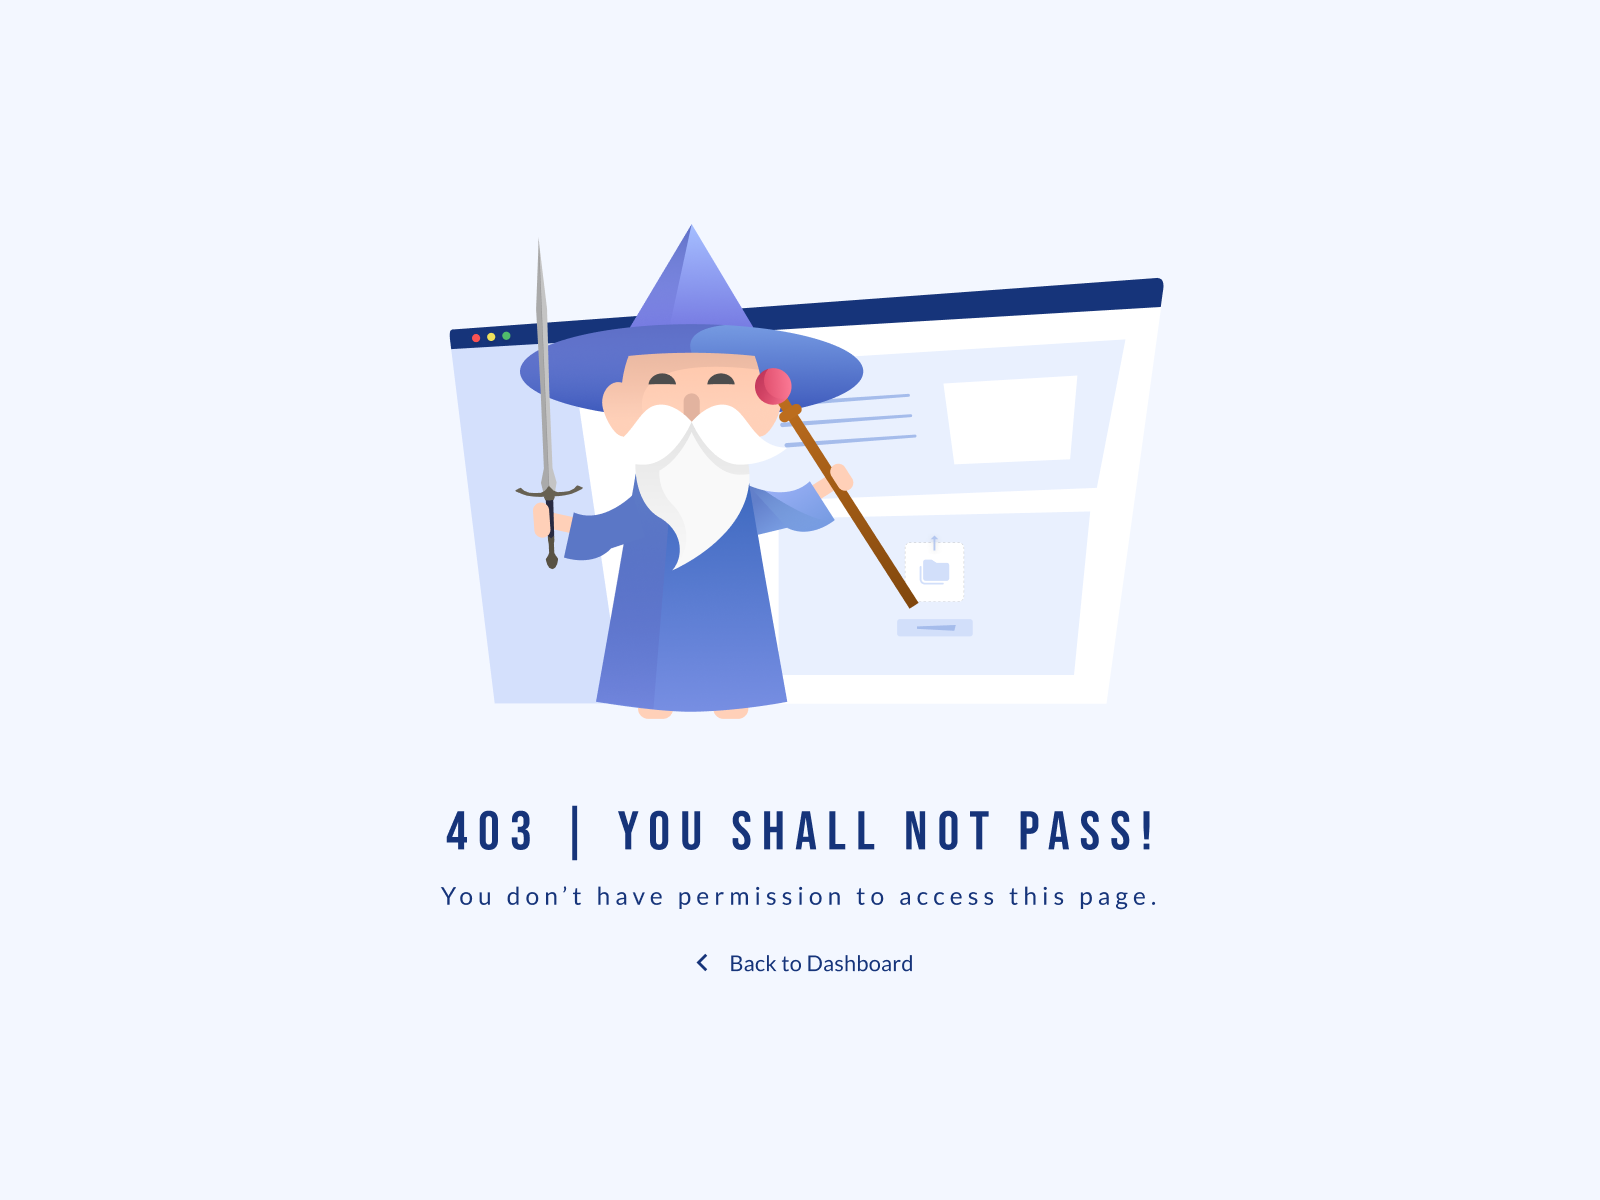 403 | YOU SHALL NOT PASS!
You don’t have permission to access this page.
Back to Dashboard